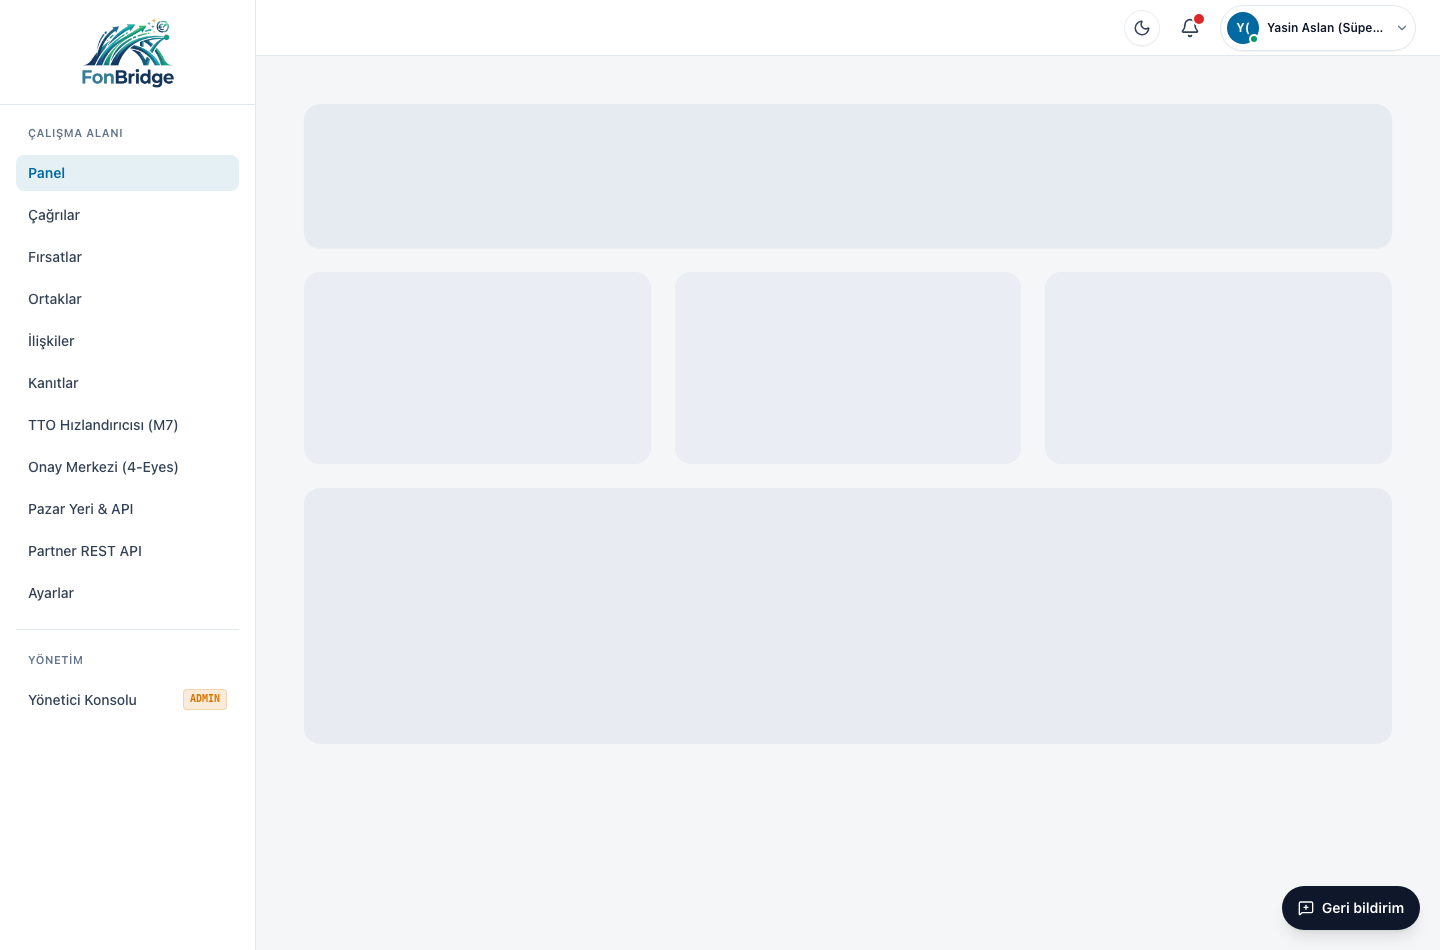 FonBridge
Y(
Yasin Aslan (Süpe...
ÇALIŞMA ALANI
Panel
Çağrılar
Fırsatlar
Ortaklar
İlişkiler
Kanıtlar
TTO Hızlandırıcısı (M7)
Onay Merkezi (4-Eyes)
Pazar Yeri & API
Partner REST API
Ayarlar
YÖNETİM
Yönetici Konsolu
ADMIN
Geri bildirim